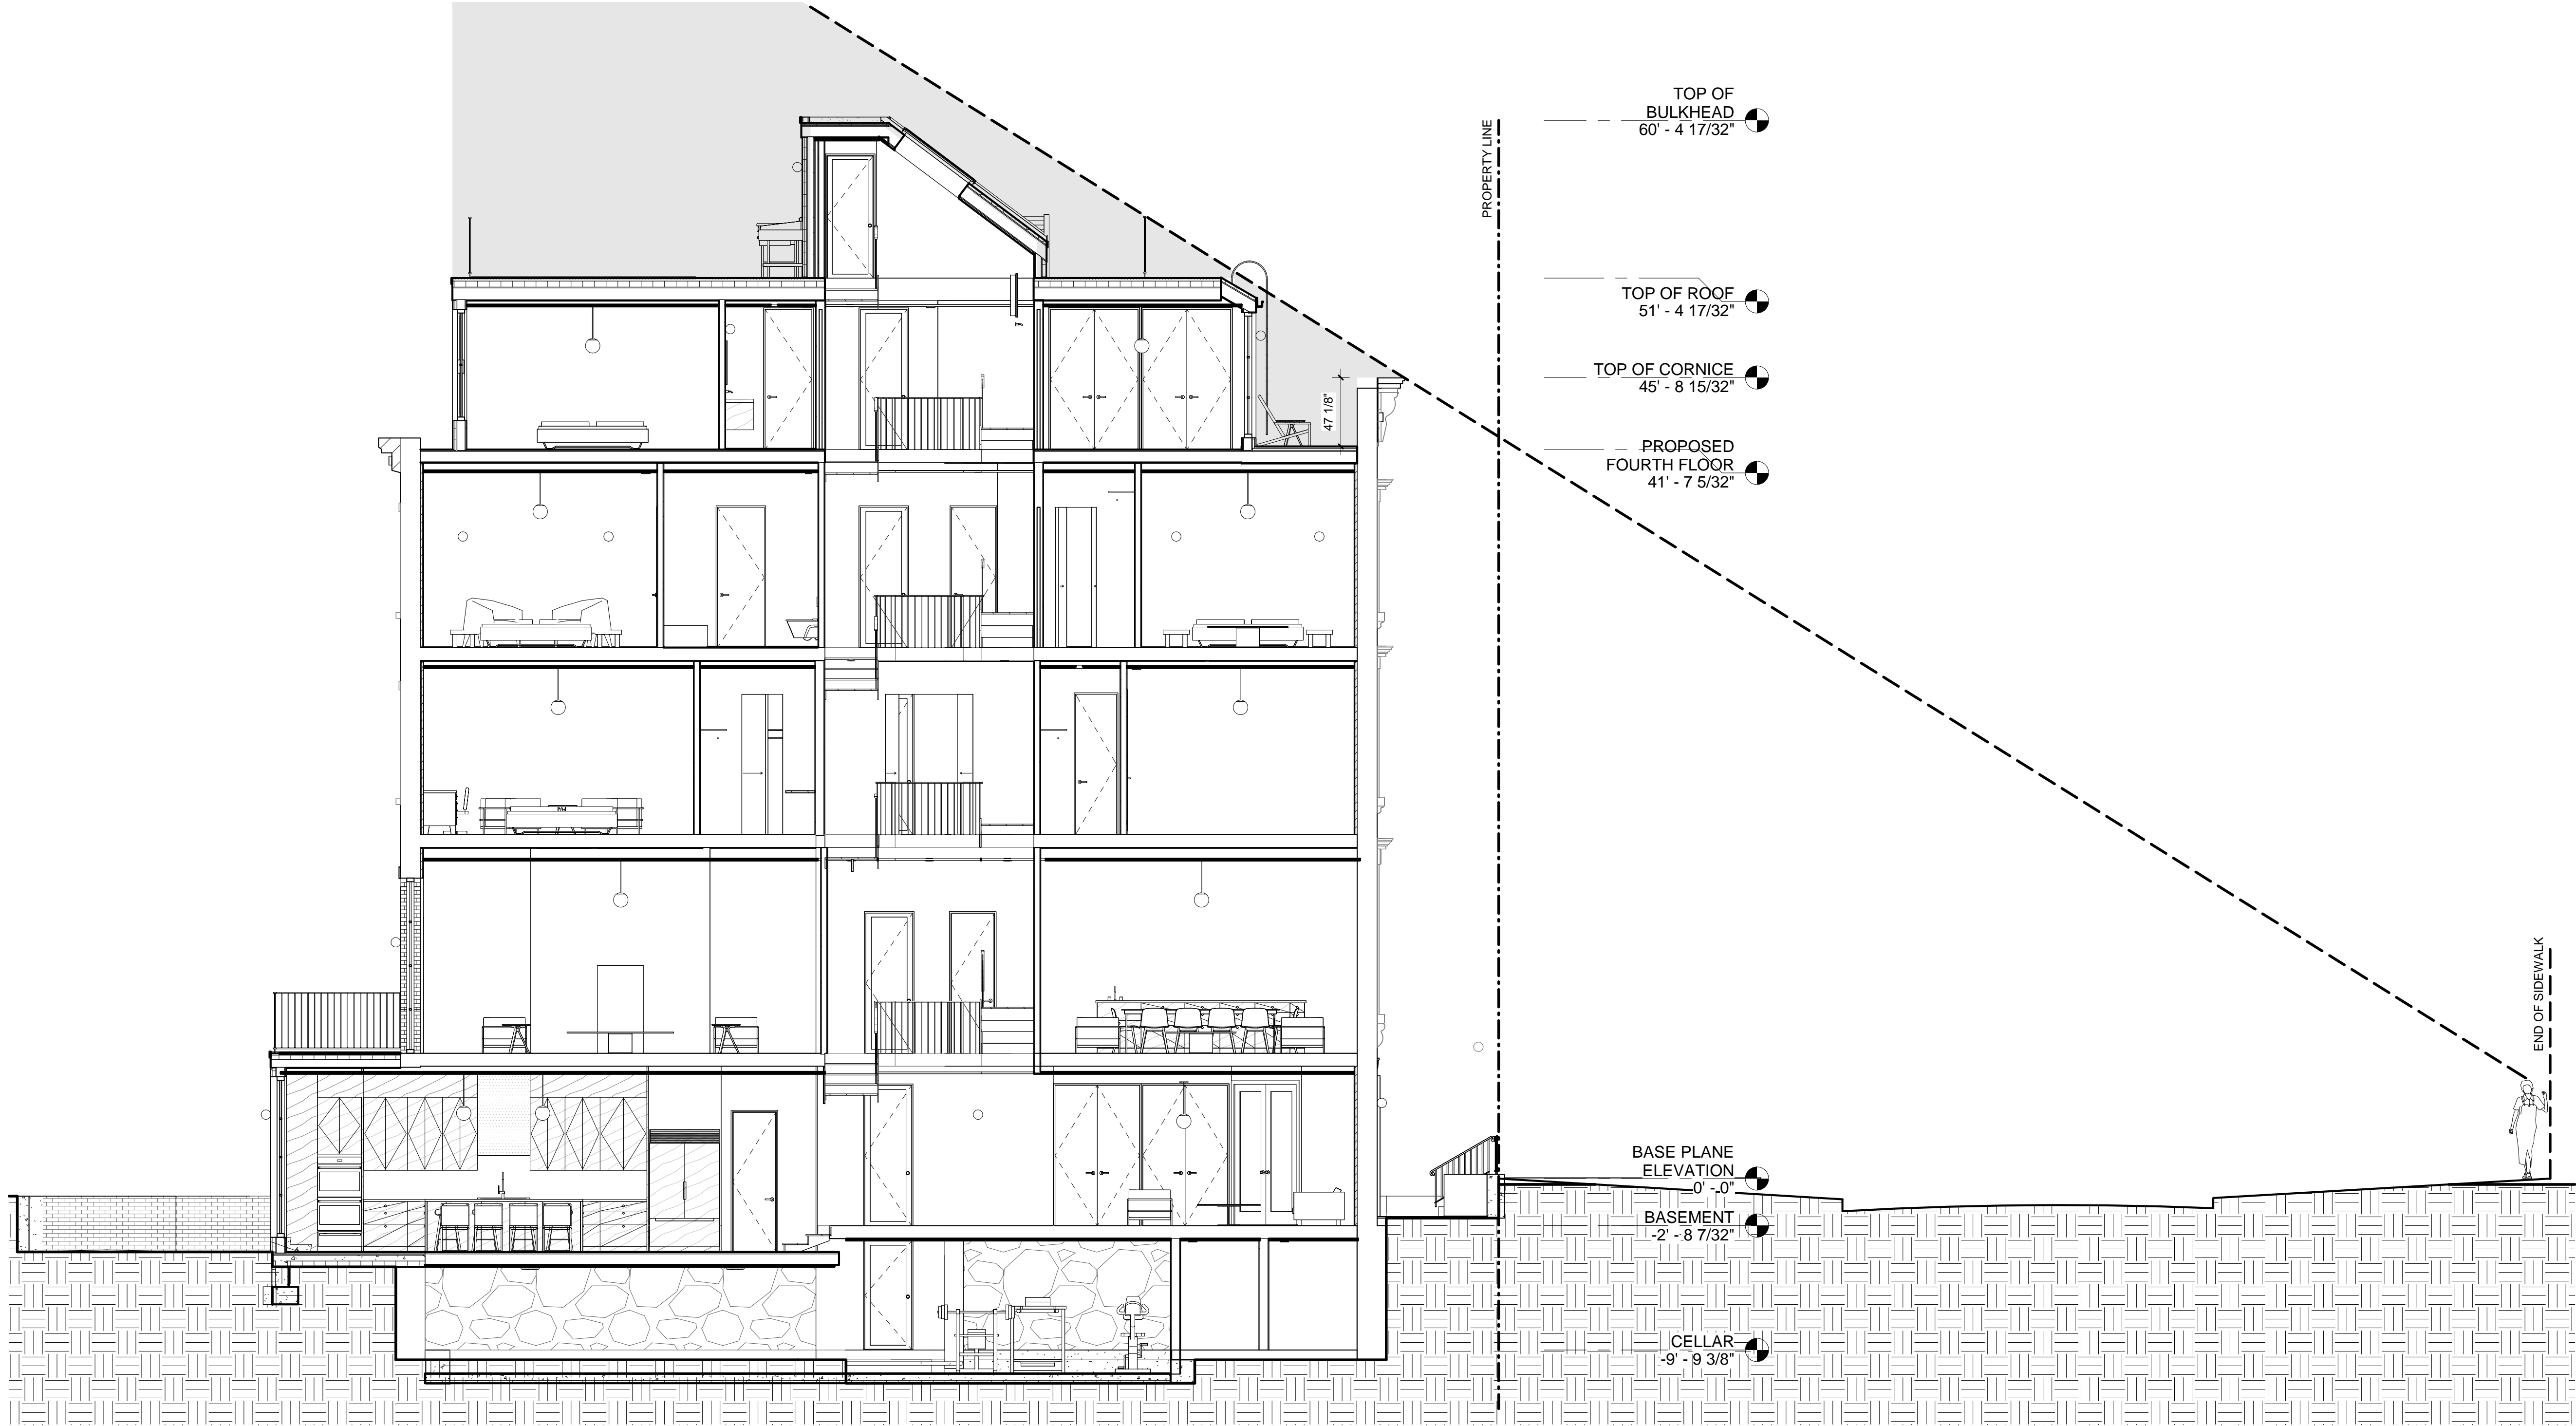 TOP OF
BULKHEAD
60' - 4 17/32"
PROPERTY LINE
TOP OF ROOF
51' - 4 17/32"
TOP OF CORNICE
45' - 8 15/32"
47 1/8"
PROPOSED
FOURTH FLOOR
41' - 7 5/32"
END OF SIDEWALK
BASE PLANE
ELEVATION
0' - 0"
BASEMENT
-2' - 8 7/32"
CELLAR
-9' - 9 3/8"